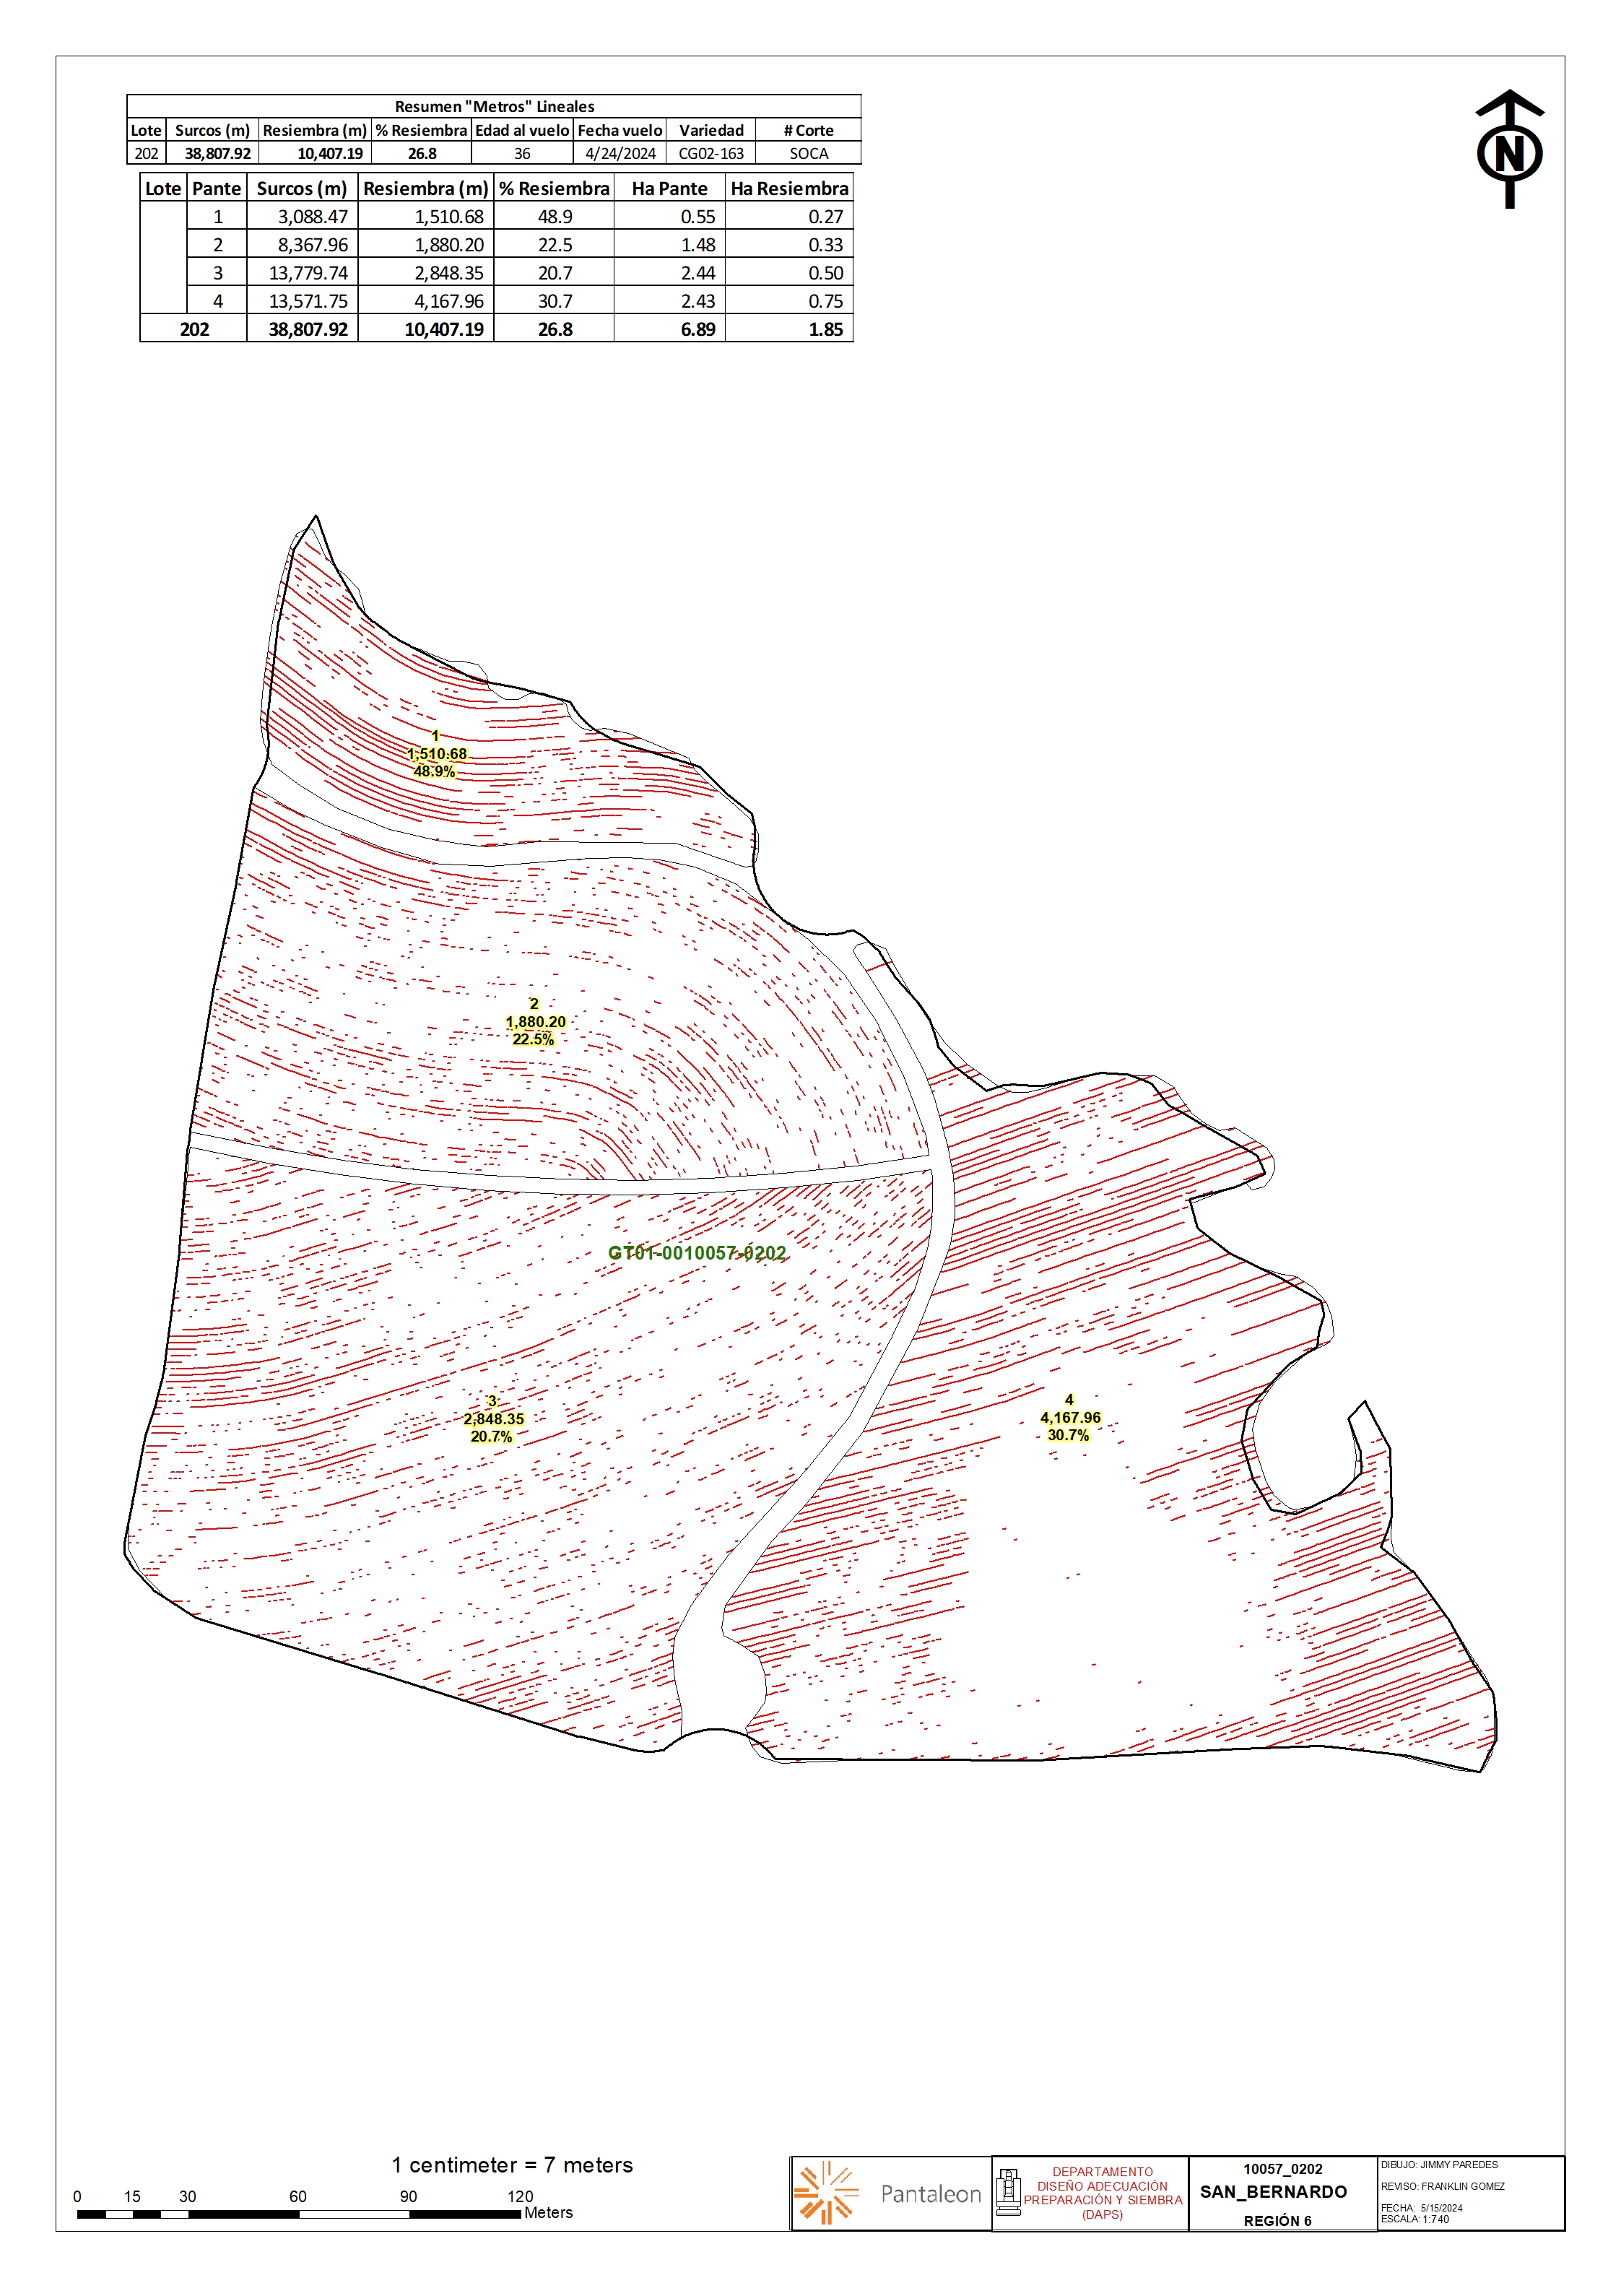 Resumen "Metros" Lineales
Lote Surcos (m) Resiembra (m) % Resiembra Edad al vuelo Fecha vuelo Variedad # Corte
202 38,807.92 10,407.19 26.8 36 4/24/2024 CG02-163 SOCA
Lote Pante Surcos (m) Resiembra (m) % Resiembra Ha Pante Ha Resiembra
1 3,088.47 1,510.68 48.9 0.55 0.27
2 8,367.96 1,880.20 22.5 1.48 0.33
3 13,779.74 2,848.35 20.7 2.44 0.50
4 13,571.75 4,167.96 30.7 2.43 0.75
202 38,807.92 10,407.19 26.8 6.89 1.85
N
1
1,510.68
48.9%
2
1,880.20
22.5%
GT01-0010057-0202
3
2,848.35
20.7%
4
4,167.96
30.7%
1 centimeter = 7 meters
0 15 30 60 90 120
Meters
Pantaleon
DEPARTAMENTO
DISEÑO ADECUACIÓN
PREPARACIÓN Y SIEMBRA
(DAPS)
10057_0202
SAN_BERNARDO
REGIÓN 6
DIBUJO: JIMMY PAREDES
REVISO: FRANKLIN GOMEZ
FECHA: 5/15/2024
ESCALA: 1:740